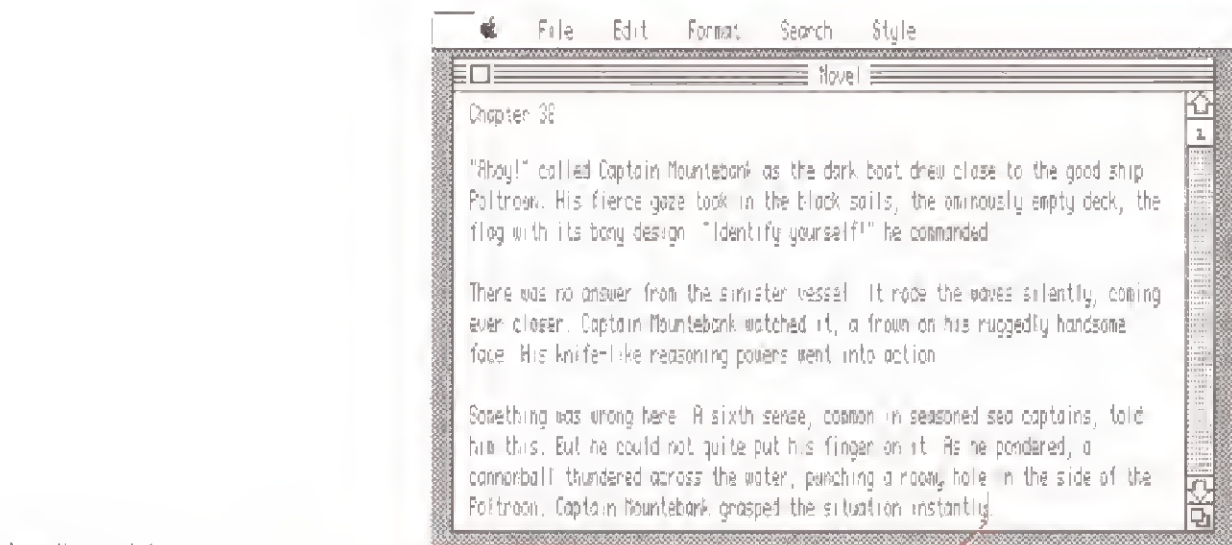 File Edit Format Search Style
Novel
Chapter 38
"Ahoy!" called Captain Mountebank as the dark boat drew close to the good ship
Poltroon. His fierce gaze took in the black sails, the ominously empty deck, the
flag with its bony design. "Identify yourself!" he commanded.
There was no answer from the sinister vessel. It rode the waves silently, coming
ever closer. Captain Mountebank watched it, a frown on his ruggedly handsome
face. His knife-like reasoning powers went into action.
Something was wrong here. A sixth sense, common in seasoned sea captains, told
him this. But he could not quite put his finger on it. As he pondered, a
cannonball thundered across the water, punching a roomy hole in the side of the
Poltroon. Captain Mountebank grasped the situation instantly.
1